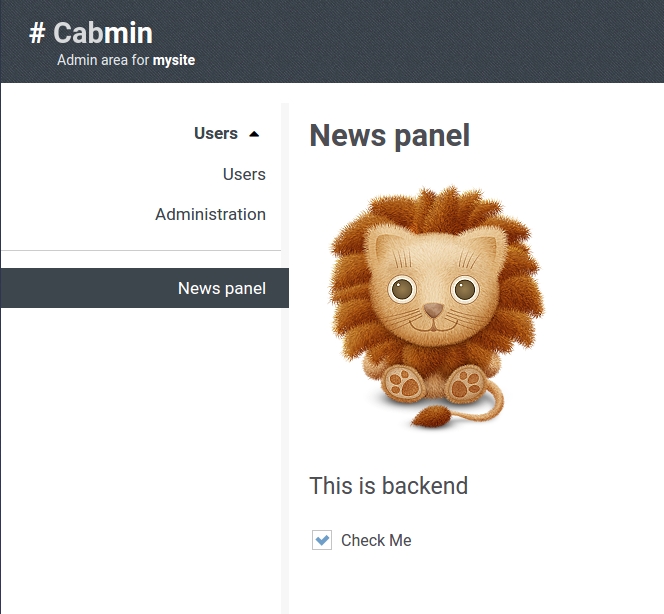 # Cabmin
Admin area for mysite
Users
Users
Administration
News panel
News panel
This is backend
Check Me